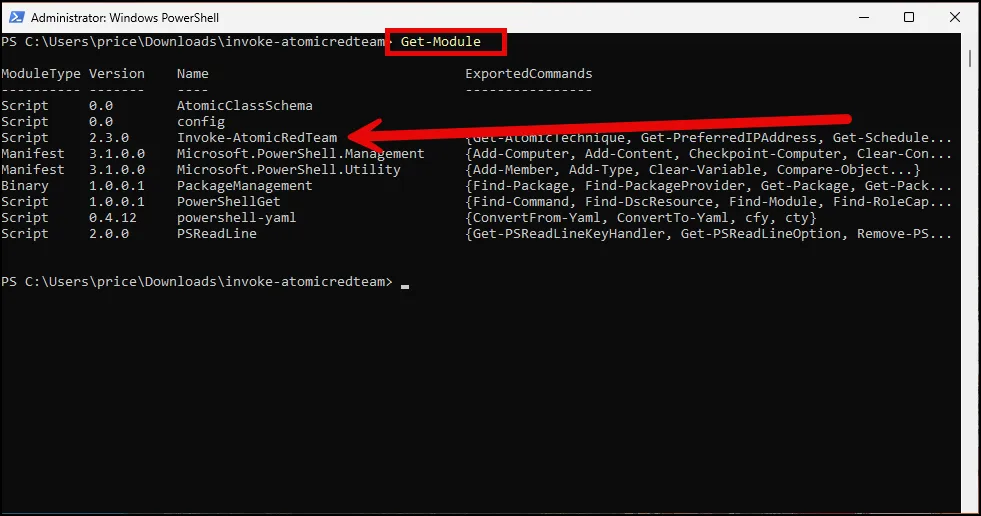 Administrator: Windows PowerShell
PS C:\Users\price\Downloads\invoke-atomicredteam> Get-Module
ModuleType Version    Name                                ExportedCommands
---------- -------    ----                                ----------------
Script     0.0        AtomicClassSchema
Script     0.0        config
Script     2.3.0      Invoke-AtomicRedTeam                {Get-AtomicTechnique, Get-PreferredIPAddress, Get-Schedule...
Manifest   3.1.0.0    Microsoft.PowerShell.Management     {Add-Computer, Add-Content, Checkpoint-Computer, Clear-Con...
Manifest   3.1.0.0    Microsoft.PowerShell.Utility        {Add-Member, Add-Type, Clear-Variable, Compare-Object...}
Binary     1.0.0.1    PackageManagement                   {Find-Package, Find-PackageProvider, Get-Package, Get-Pack...
Script     1.0.0.1    PowerShellGet                       {Find-Command, Find-DscResource, Find-Module, Find-RoleCap...
Script     0.4.12     powershell-yaml                     {ConvertFrom-Yaml, ConvertTo-Yaml, cfy, cty}
Script     2.0.0      PSReadLine                          {Get-PSReadLineKeyHandler, Get-PSReadLineOption, Remove-PS...
PS C:\Users\price\Downloads\invoke-atomicredteam>